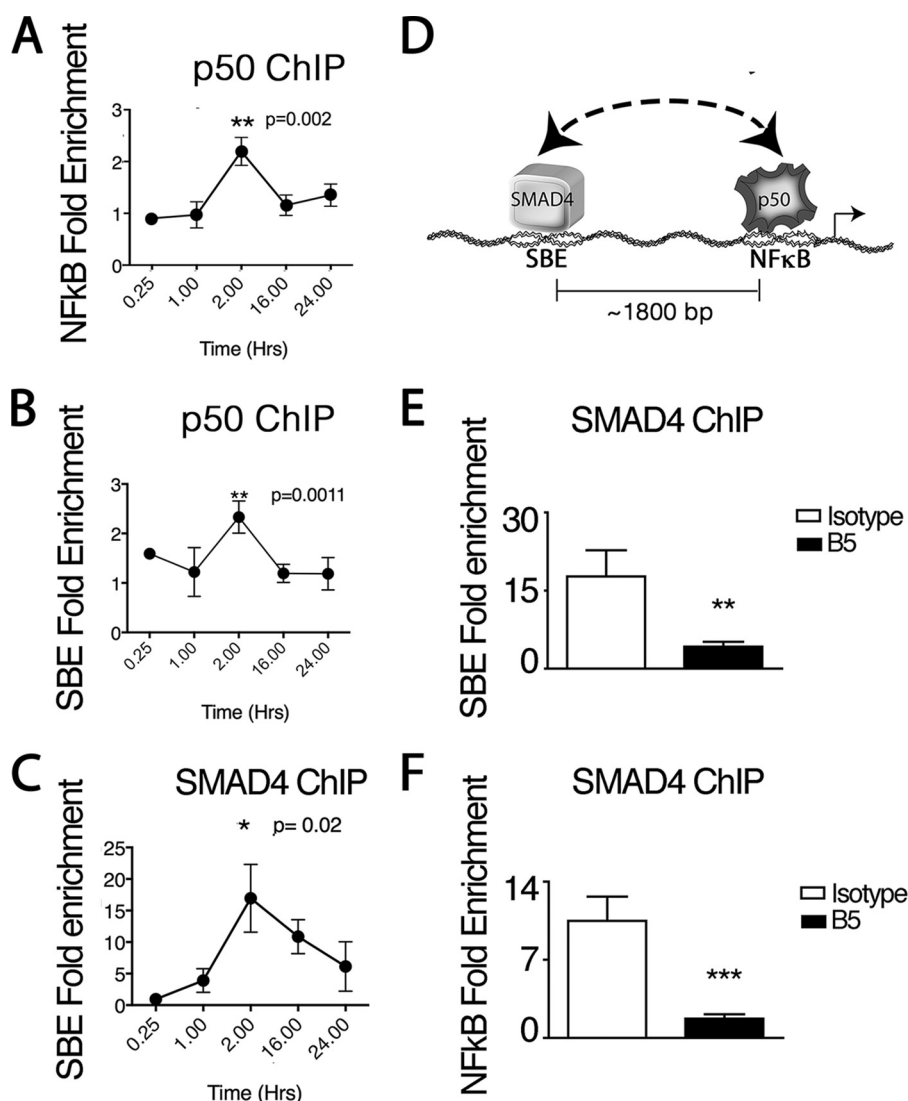 A
p50 ChIP
NFkB Fold Enrichment
3
2
1
0
** p=0.002
0.25 1.00 2.00 16.00 24.00
Time (Hrs)
B
p50 ChIP
SBE Fold Enrichment
3
2
1
0
** p=0.0011
0.25 1.00 2.00 16.00 24.00
Time (Hrs)
C
SMAD4 ChIP
SBE Fold enrichment
25
20
15
10
5
0
* p= 0.02
0.25 1.00 2.00 16.00 24.00
Time (Hrs)
D
SMAD4
p50
SBE
NFκB
~1800 bp
E
SMAD4 ChIP
SBE Fold enrichment
30
15
0
**
Isotype
B5
F
SMAD4 ChIP
NFkB Fold Enrichment
14
7
0
***
Isotype
B5